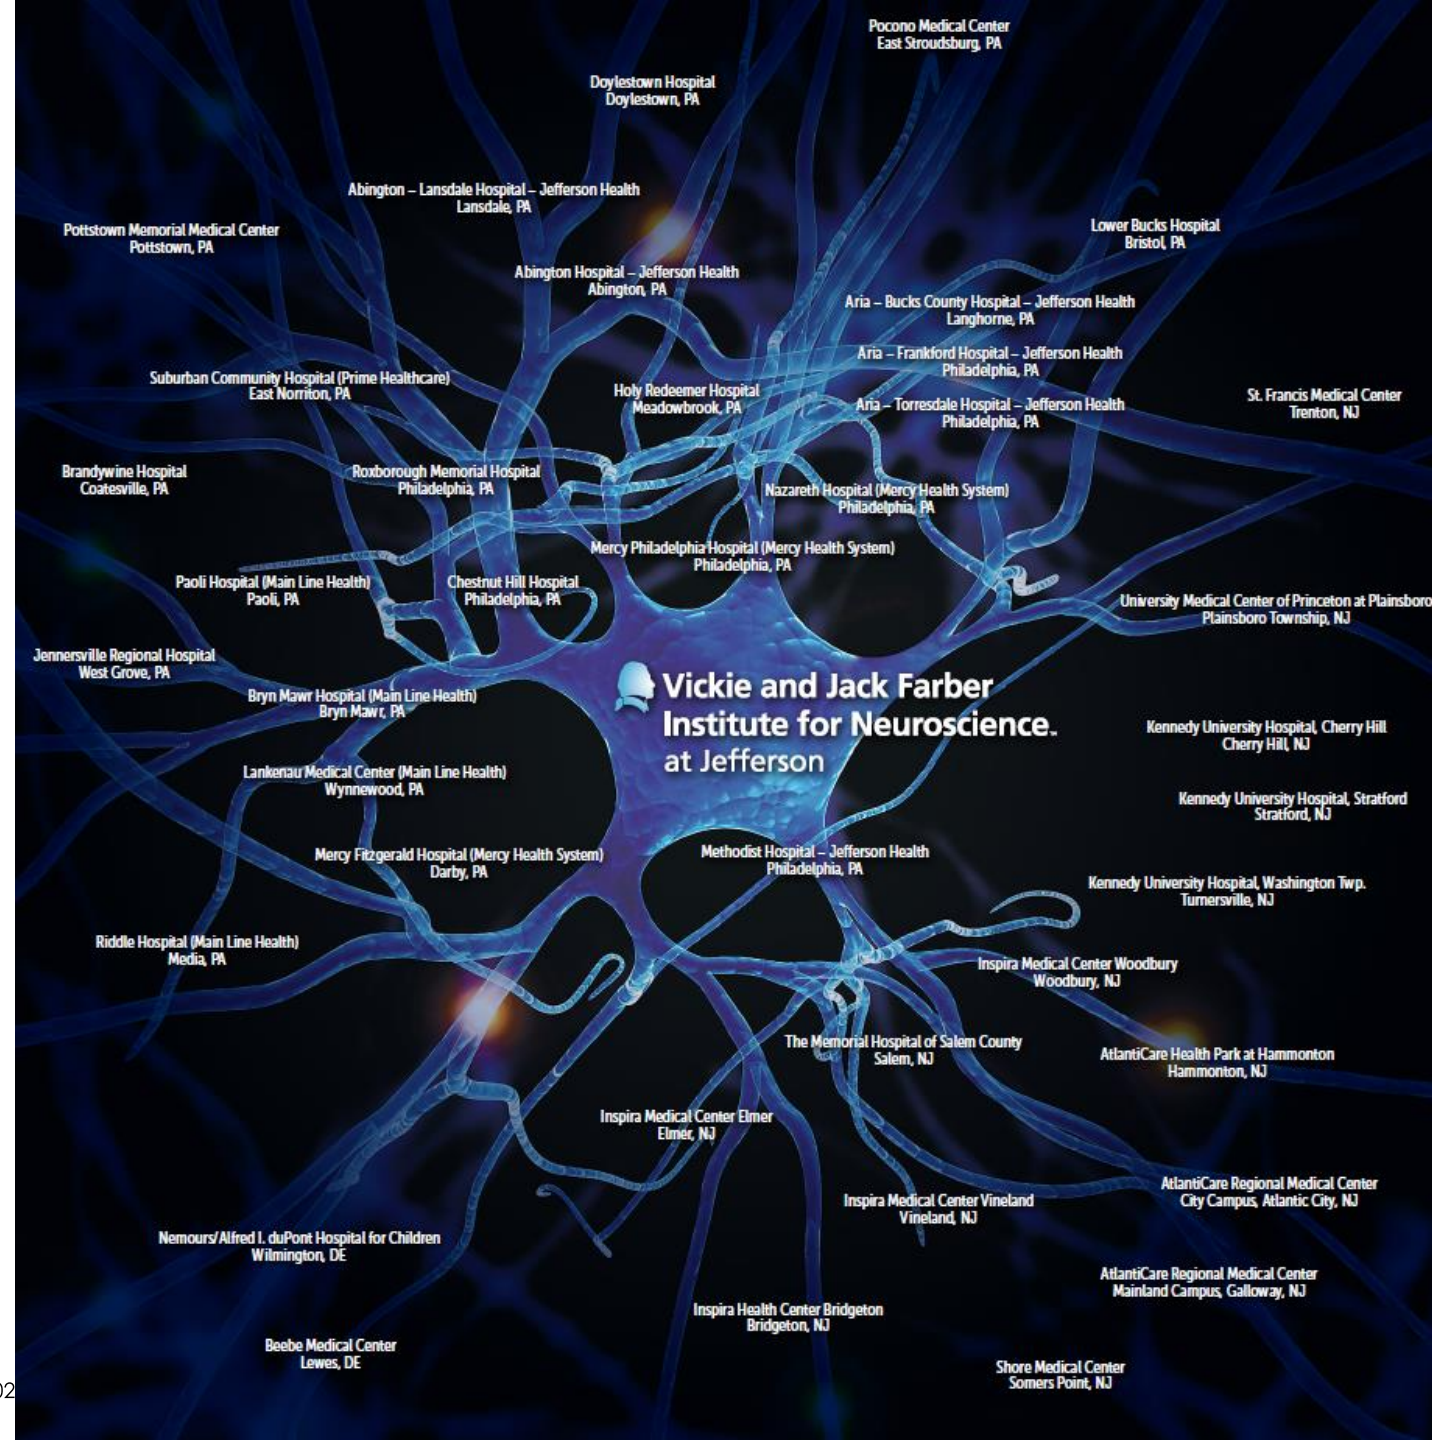 Pocono Medical Center
East Stroudsburg, PA
Doylestown Hospital
Doylestown, PA
Abington – Lansdale Hospital – Jefferson Health
Lansdale, PA
Pottstown Memorial Medical Center
Pottstown, PA
Lower Bucks Hospital
Bristol, PA
Abington Hospital – Jefferson Health
Abington, PA
Aria – Bucks County Hospital – Jefferson Health
Langhorne, PA
Aria – Frankford Hospital – Jefferson Health
Philadelphia, PA
Suburban Community Hospital (Prime Healthcare)
East Norriton, PA
Holy Redeemer Hospital
Meadowbrook, PA
Aria – Torresdale Hospital – Jefferson Health
Philadelphia, PA
St. Francis Medical Center
Trenton, NJ
Brandywine Hospital
Coatesville, PA
Roxborough Memorial Hospital
Philadelphia, PA
Nazareth Hospital (Mercy Health System)
Philadelphia, PA
Mercy Philadelphia Hospital (Mercy Health System)
Philadelphia, PA
Paoli Hospital (Main Line Health)
Paoli, PA
Chestnut Hill Hospital
Philadelphia, PA
University Medical Center of Princeton at Plainsboro
Plainsboro Township, NJ
Jennersville Regional Hospital
West Grove, PA
Bryn Mawr Hospital (Main Line Health)
Bryn Mawr, PA
Vickie and Jack Farber
Institute for Neuroscience.
at Jefferson
Kennedy University Hospital, Cherry Hill
Cherry Hill, NJ
Lankenau Medical Center (Main Line Health)
Wynnewood, PA
Kennedy University Hospital, Stratford
Stratford, NJ
Mercy Fitzgerald Hospital (Mercy Health System)
Darby, PA
Methodist Hospital – Jefferson Health
Philadelphia, PA
Kennedy University Hospital, Washington Twp.
Turnersville, NJ
Riddle Hospital (Main Line Health)
Media, PA
Inspira Medical Center Woodbury
Woodbury, NJ
The Memorial Hospital of Salem County
Salem, NJ
AtlantiCare Health Park at Hammonton
Hammonton, NJ
Inspira Medical Center Elmer
Elmer, NJ
AtlantiCare Regional Medical Center
City Campus, Atlantic City, NJ
Inspira Medical Center Vineland
Vineland, NJ
Nemours/Alfred I. duPont Hospital for Children
Wilmington, DE
AtlantiCare Regional Medical Center
Mainland Campus, Galloway, NJ
Inspira Health Center Bridgeton
Bridgeton, NJ
Beebe Medical Center
Lewes, DE
Shore Medical Center
Somers Point, NJ